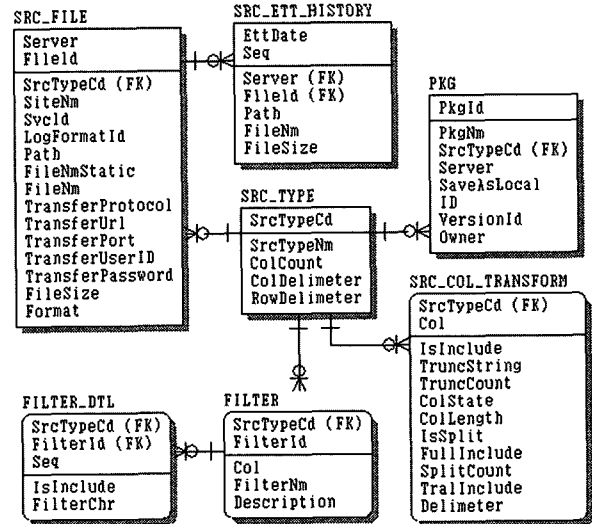 SRC_FILE
Server
FileId
SrcTypeCd (FK)
SiteNm
SvcId
LogFormatId
Path
FileNmStatic
FileNm
TransferProtocol
TransferUrl
TransferPort
TransferUserID
TransferPassword
FileSize
Format
SRC_ETT_HISTORY
EttDate
Seq
Server (FK)
FileId (FK)
Path
FileNm
FileSize
PKG
PkgId
PkgNm
SrcTypeCd (FK)
Server
SaveAsLocal
ID
VersionId
Owner
SRC_TYPE
SrcTypeCd
SrcTypeNm
ColCount
ColDelimeter
RowDelimeter
SRC_COL_TRANSFORM
SrcTypeCd (FK)
Col
IsInclude
TruncString
TruncCount
ColState
ColLength
IsSplit
FullInclude
SplitCount
TralInclude
Delimeter
FILTER_DTL
SrcTypeCd (FK)
FilterId (FK)
Seq
IsInclude
FilterChr
FILTER
SrcTypeCd (FK)
FilterId
Col
FilterNm
Description